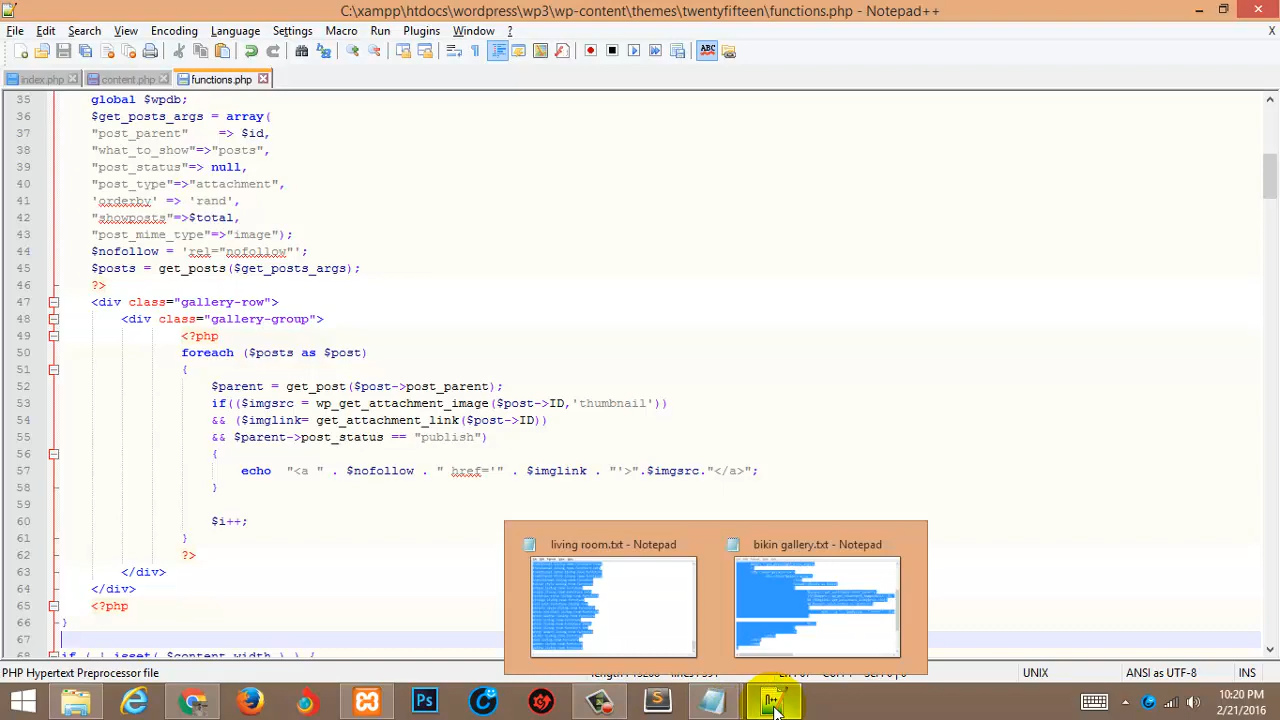 C:\xampp\htdocs\wordpress\wp3\wp-content\themes\twentyfifteen\functions.php - Notepad++
File Edit Search View Encoding Language Settings Macro Run Plugins Window ? X
index.php content.php functions.php
35 global $wpdb;
36 $get_posts_args = array(
37 "post_parent" => $id,
38 "what_to_show"=>"posts",
39 "post_status"=> null,
40 "post_type"=>"attachment",
41 'orderby' => 'rand',
42 "showposts"=>$total,
43 "post_mime_type"=>"image");
44 $nofollow = 'rel="nofollow"';
45 $posts = get_posts($get_posts_args);
46 ?>
47 <div class="gallery-row">
48 <div class="gallery-group">
49 <?php
50 foreach ($posts as $post)
51 {
52 $parent = get_post($post->post_parent);
53 if(($imgsrc = wp_get_attachment_image($post->ID,'thumbnail'))
54 && ($imglink= get_attachment_link($post->ID))
55 && $parent->post_status == "publish")
56 {
57 echo "<a " . $nofollow . " href='" . $imglink . "'>".$imgsrc."</a>";
58 }
59
60 $i++;
61 }
62 ?>
63 </div>
64 </div>
65 <?php
66 }
67
68 if ( ! isset( $content_width ) ) {
living room.txt - Notepad bikin gallery.txt - Notepad
PHP Hypertext Preprocessor file UNIX ANSI as UTF-8 INS
Ps S N++
10:20 PM
2/21/2016